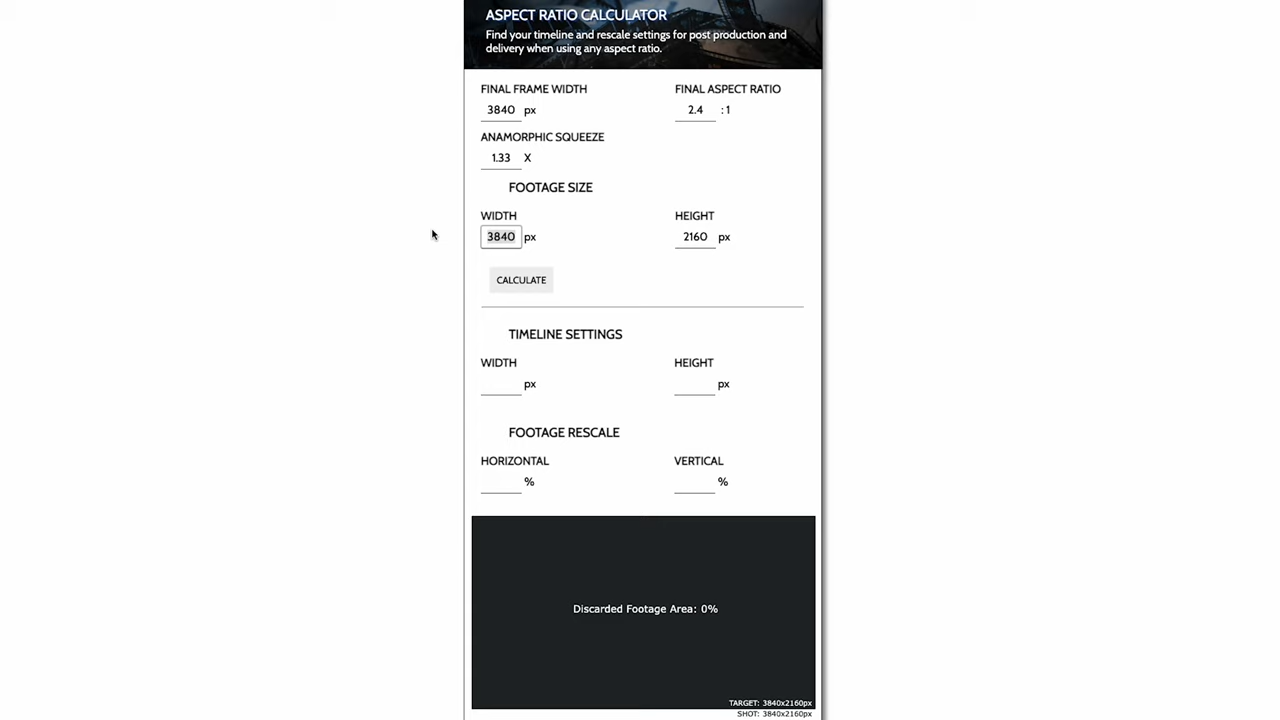 ASPECT RATIO CALCULATOR
Find your timeline and rescale settings for post production and
delivery when using any aspect ratio.
FINAL FRAME WIDTH
FINAL ASPECT RATIO
3840 px
2.4 : 1
ANAMORPHIC SQUEEZE
1.33 X
FOOTAGE SIZE
WIDTH
HEIGHT
3840 px
2160 px
CALCULATE
TIMELINE SETTINGS
WIDTH
HEIGHT
px
px
FOOTAGE RESCALE
HORIZONTAL
VERTICAL
%
%
Discarded Footage Area: 0%
TARGET: 3840x2160px
SHOT: 3840x2160px